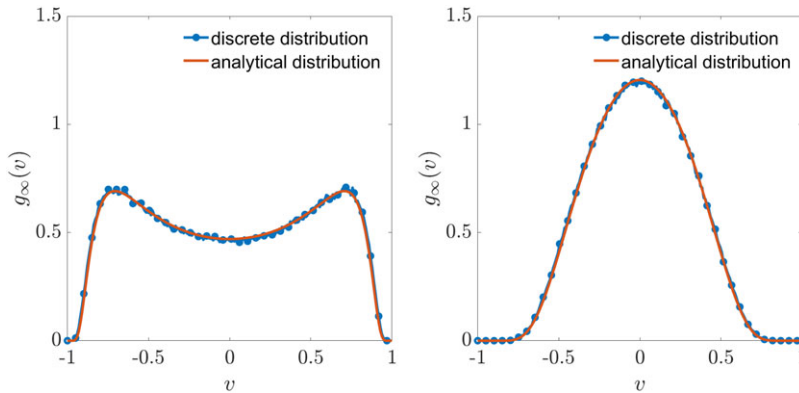 1.5
discrete distribution
analytical distribution
1
g∞(v)
0.5
0
-1
-0.5
0
0.5
1
v
1.5
discrete distribution
analytical distribution
1
g∞(v)
0.5
0
-1
-0.5
0
0.5
v